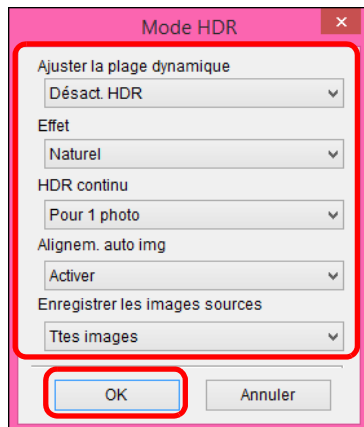 Mode HDR
×
Ajuster la plage dynamique
Désact. HDR
Effet
Naturel
HDR continu
Pour 1 photo
Alignem. auto img
Activer
Enregistrer les images sources
Ttes images
OK Annuler